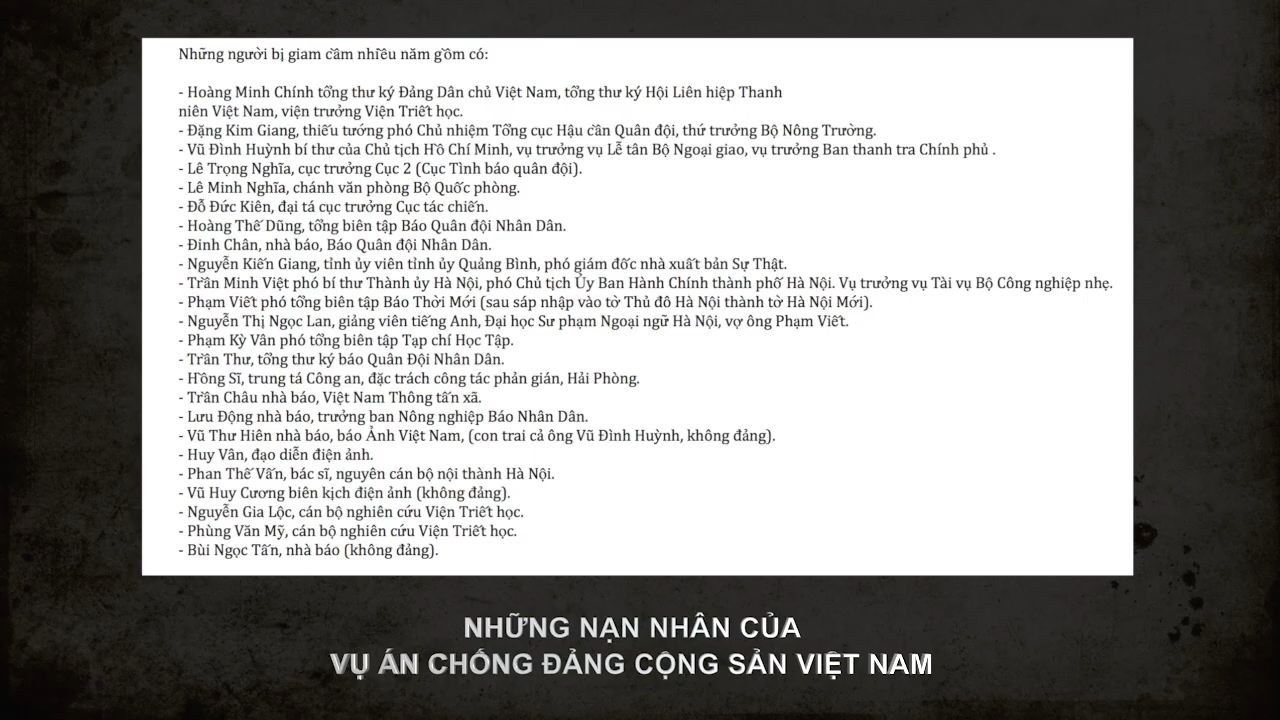 Những người bị giam cầm nhiều năm gồm có:
- Hoàng Minh Chính tổng thư ký Đảng Dân chủ Việt Nam, tổng thư ký Hội Liên hiệp Thanh
niên Việt Nam, viện trưởng Viện Triết học.
- Đặng Kim Giang, thiếu tướng phó Chủ nhiệm Tổng cục Hậu cần Quân đội, thứ trưởng Bộ Nông Trường.
- Vũ Đình Huỳnh bí thư của Chủ tịch Hồ Chí Minh, vụ trưởng vụ Lễ tân Bộ Ngoại giao, vụ trưởng Ban thanh tra Chính phủ .
- Lê Trọng Nghĩa, cục trưởng Cục 2 (Cục Tình báo quân đội).
- Lê Minh Nghĩa, chánh văn phòng Bộ Quốc phòng.
- Đỗ Đức Kiên, đại tá cục trưởng Cục tác chiến.
- Hoàng Thế Dũng, tổng biên tập Báo Quân đội Nhân Dân.
- Đinh Chân, nhà báo, Báo Quân đội Nhân Dân.
- Nguyễn Kiến Giang, tỉnh ủy viên tỉnh ủy Quảng Bình, phó giám đốc nhà xuất bản Sự Thật.
- Trần Minh Việt phó bí thư Thành ủy Hà Nội, phó Chủ tịch Ủy Ban Hành Chính thành phố Hà Nội. Vụ trưởng vụ Tài vụ Bộ Công nghiệp nhẹ.
- Phạm Viết phó tổng biên tập Báo Thời Mới (sau sáp nhập vào tờ Thủ đô Hà Nội thành tờ Hà Nội Mới).
- Nguyễn Thị Ngọc Lan, giảng viên tiếng Anh, Đại học Sư phạm Ngoại ngữ Hà Nội, vợ ông Phạm Viết.
- Phạm Kỳ Vân phó tổng biên tập Tạp chí Học Tập.
- Trần Thư, tổng thư ký báo Quân Đội Nhân Dân.
- Hồng Sĩ, trung tá Công an, đặc trách công tác phản gián, Hải Phòng.
- Trần Châu nhà báo, Việt Nam Thông tấn xã.
- Lưu Động nhà báo, trưởng ban Nông nghiệp Báo Nhân Dân.
- Vũ Thư Hiên nhà báo, báo Ảnh Việt Nam, (con trai cả ông Vũ Đình Huỳnh, không đảng).
- Huy Vân, đạo diễn điện ảnh.
- Phan Thế Vấn, bác sĩ, nguyên cán bộ nội thành Hà Nội.
- Vũ Huy Cương biên kịch điện ảnh (không đảng).
- Nguyễn Gia Lộc, cán bộ nghiên cứu Viện Triết học.
- Phùng Văn Mỹ, cán bộ nghiên cứu Viện Triết học.
- Bùi Ngọc Tấn, nhà báo (không đảng).
NHỮNG NẠN NHÂN CỦA
VỤ ÁN CHỐNG ĐẢNG CỘNG SẢN VIỆT NAM